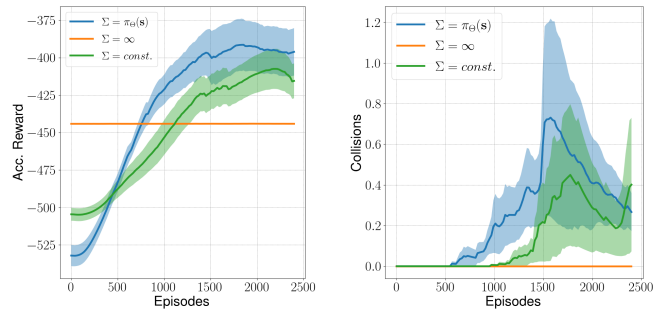 −375
−400
−425
−450
−475
−500
−525
Acc. Reward
0
500
1000
1500
2000
2500
Episodes
Σ = πΘ(s)
Σ = ∞
Σ = const.
1.2
1.0
0.8
0.6
0.4
0.2
0.0
Collisions
0
500
1000
1500
2000
2500
Episodes
Σ = πΘ(s)
Σ = ∞
Σ = const.